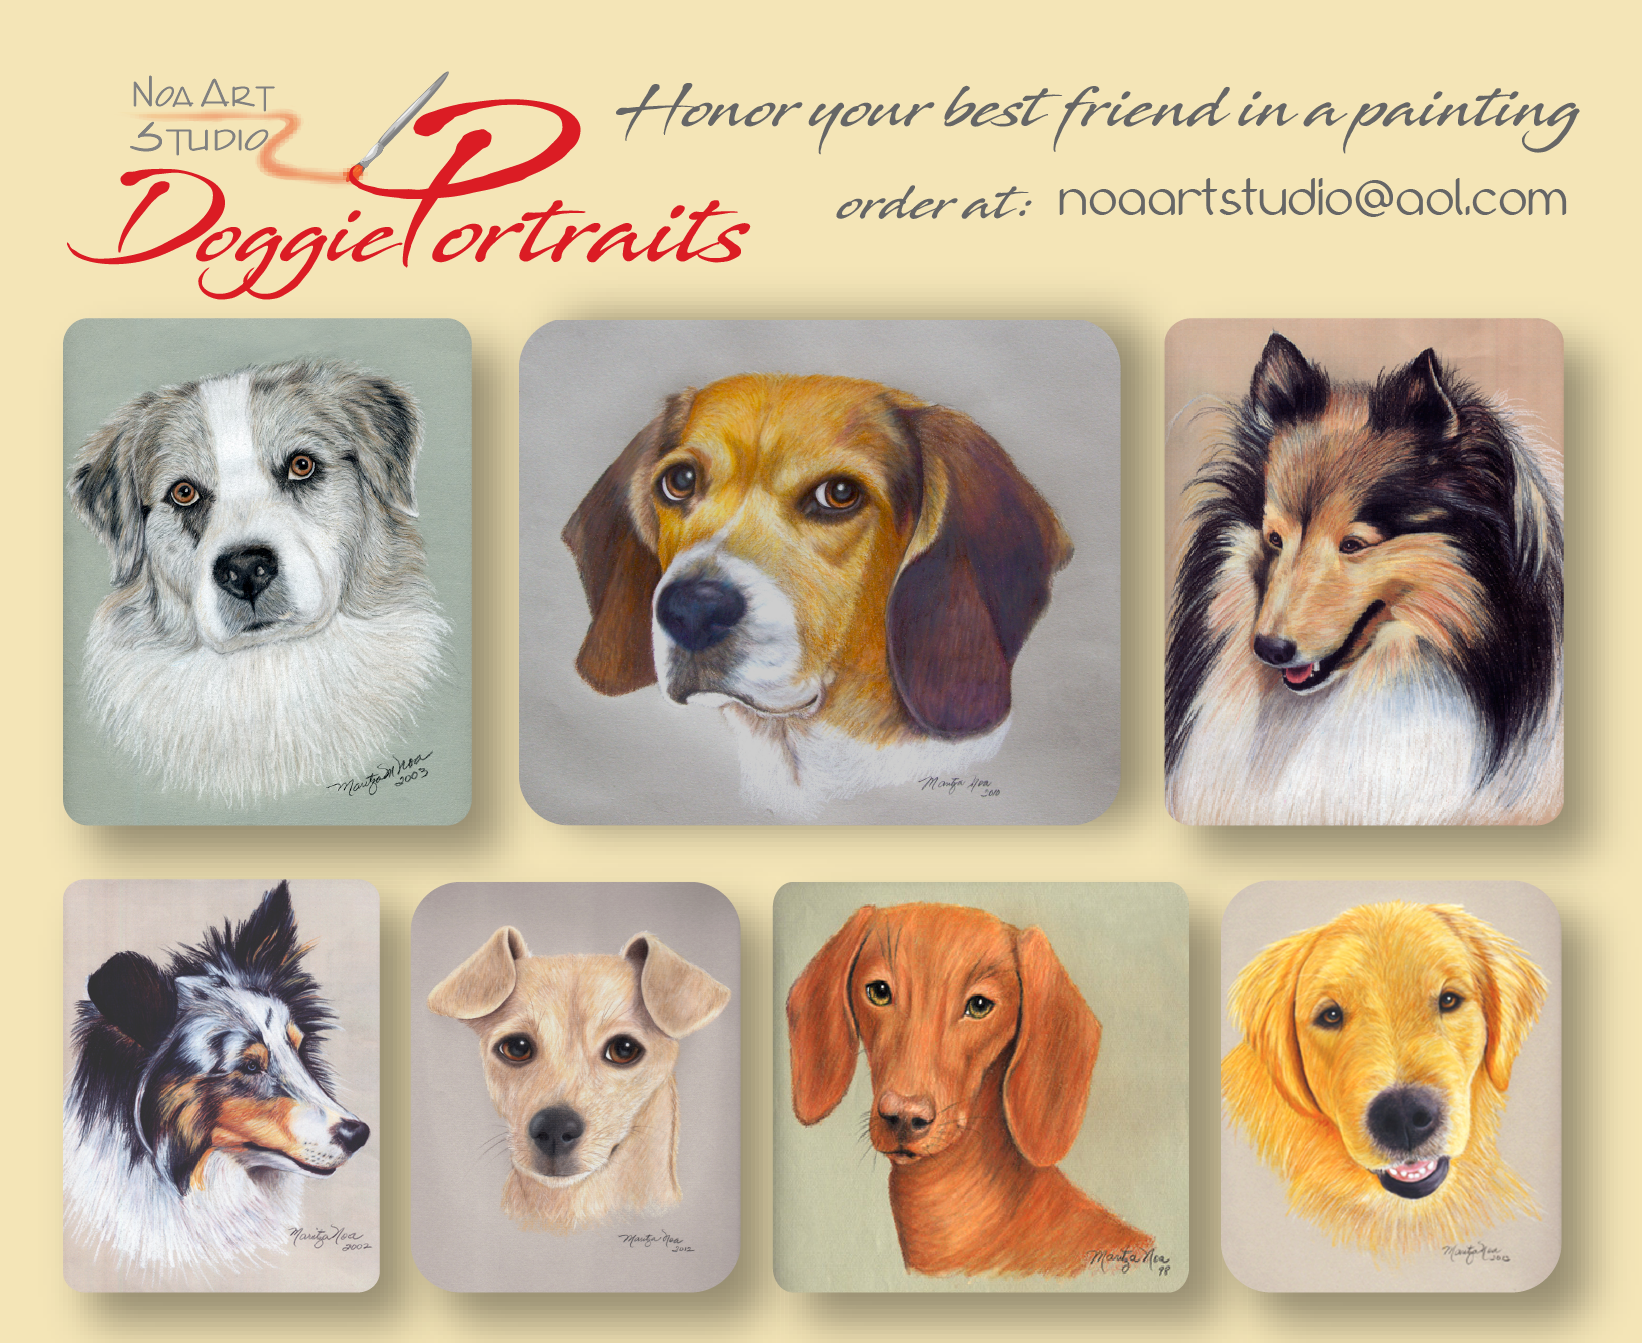 Noa Art
Studio
Doggie Portraits
Honor your best friend in a painting
order at: noaartstudio@aol.com
Maritza M Noa
2003
Maritza Noa
2010
Maritza Noa
2002
Maritza Noa
2012
Maritza Noa
98
Maritza Noa